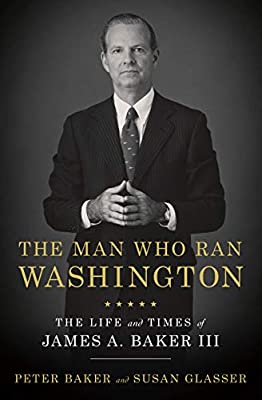 THE MAN WHO RAN
WASHINGTON
THE LIFE and TIMES of
JAMES A. BAKER III
PETER BAKER and SUSAN GLASSER